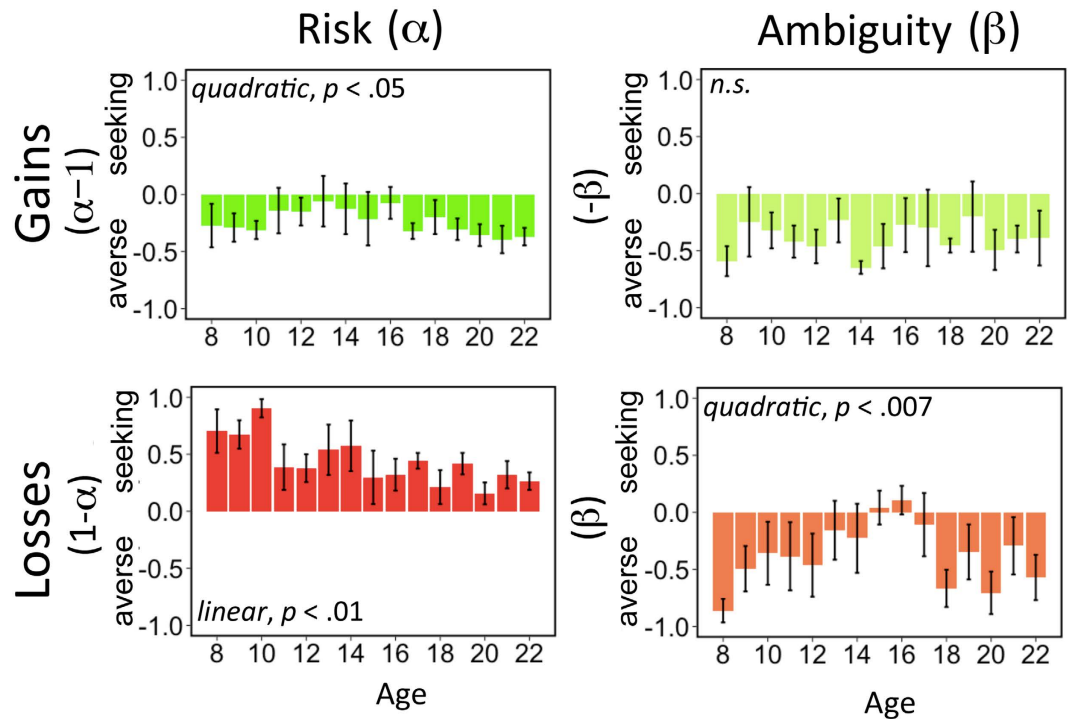 Risk (α)
Ambiguity (β)
Gains
(α−1)
averse seeking
1.0
0.5
0.0
-0.5
-1.0
quadratic, p < .05
8 10 12 14 16 18 20 22
(-β)
averse seeking
1.0
0.5
0.0
-0.5
-1.0
n.s.
8 10 12 14 16 18 20 22
Losses
(1-α)
averse seeking
1.0
0.5
0.0
-0.5
-1.0
linear, p < .01
8 10 12 14 16 18 20 22
Age
(β)
averse seeking
1.0
0.5
0.0
-0.5
-1.0
quadratic, p < .007
8 10 12 14 16 18 20 22
Age